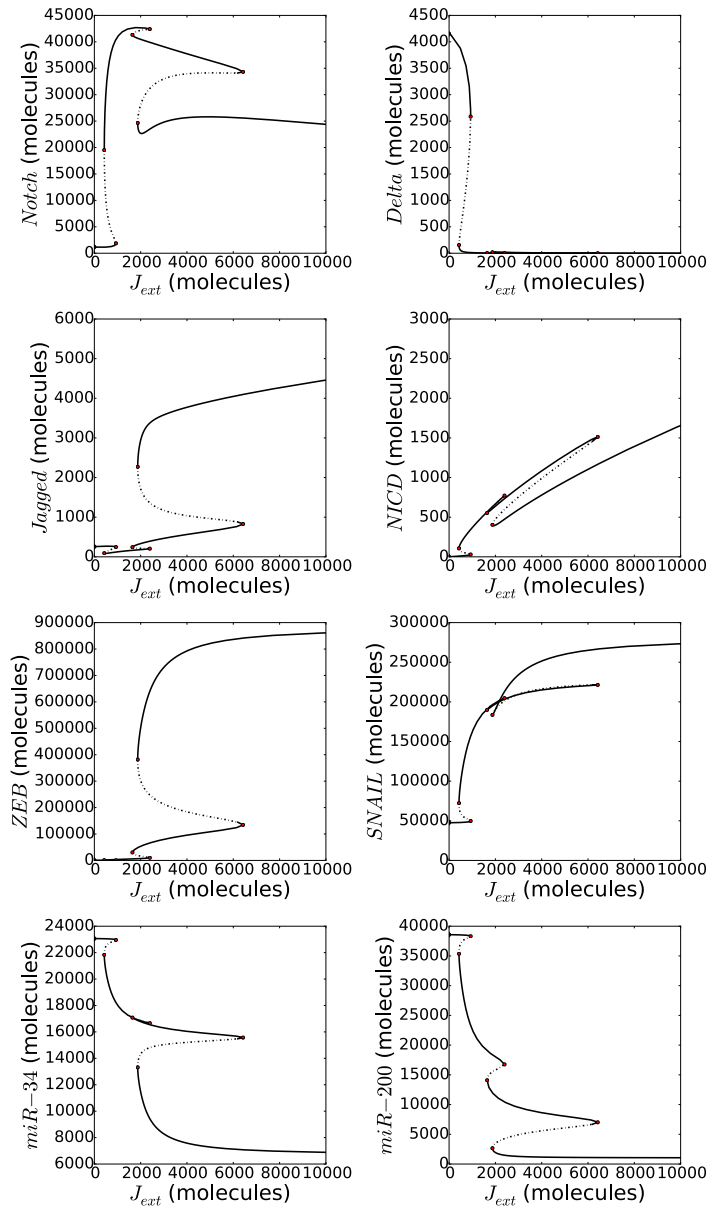 45000
40000
35000
30000
25000
20000
15000
10000
5000
0
Notch (molecules)
0 2000 4000 6000 8000 10000
J_ext (molecules)
4500
4000
3500
3000
2500
2000
1500
1000
500
0
Delta (molecules)
0 2000 4000 6000 8000 10000
J_ext (molecules)
6000
5000
4000
3000
2000
1000
0
Jagged (molecules)
0 2000 4000 6000 8000 10000
J_ext (molecules)
3000
2500
2000
1500
1000
500
0
NICD (molecules)
0 2000 4000 6000 8000 10000
J_ext (molecules)
900000
800000
700000
600000
500000
400000
300000
200000
100000
0
ZEB (molecules)
0 2000 4000 6000 8000 10000
J_ext (molecules)
300000
250000
200000
150000
100000
50000
0
SNAIL (molecules)
0 2000 4000 6000 8000 10000
J_ext (molecules)
24000
22000
20000
18000
16000
14000
12000
10000
8000
6000
miR−34 (molecules)
0 2000 4000 6000 8000 10000
J_ext (molecules)
40000
35000
30000
25000
20000
15000
10000
5000
0
miR−200 (molecules)
0 2000 4000 6000 8000 10000
J_ext (molecules)